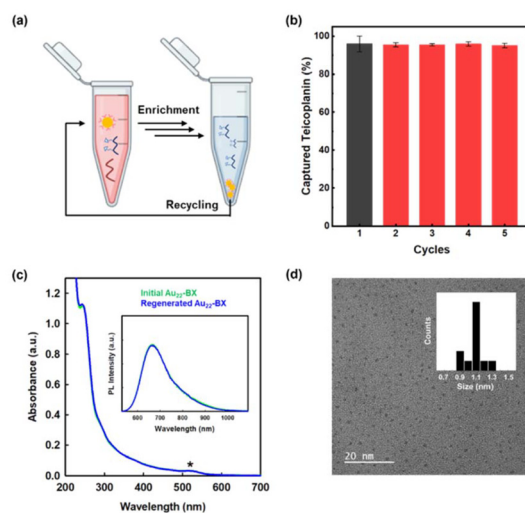 (a)
Enrichment
Recycling
(b)
Captured Teicoplanin (%)
100
80
60
40
20
0
1 2 3 4 5
Cycles
(c)
Initial Au₂₂-BX
Regenerated Au₂₂-BX
Absorbance (a.u.)
1.2
1.0
0.8
0.6
0.4
0.2
0.0
PL Intensity (a.u.)
600 700 800 900 1000
Wavelength (nm)
*
200 300 400 500 600 700
Wavelength (nm)
(d)
Counts
0.7 0.9 1.1 1.3 1.5
Size (nm)
20 nm